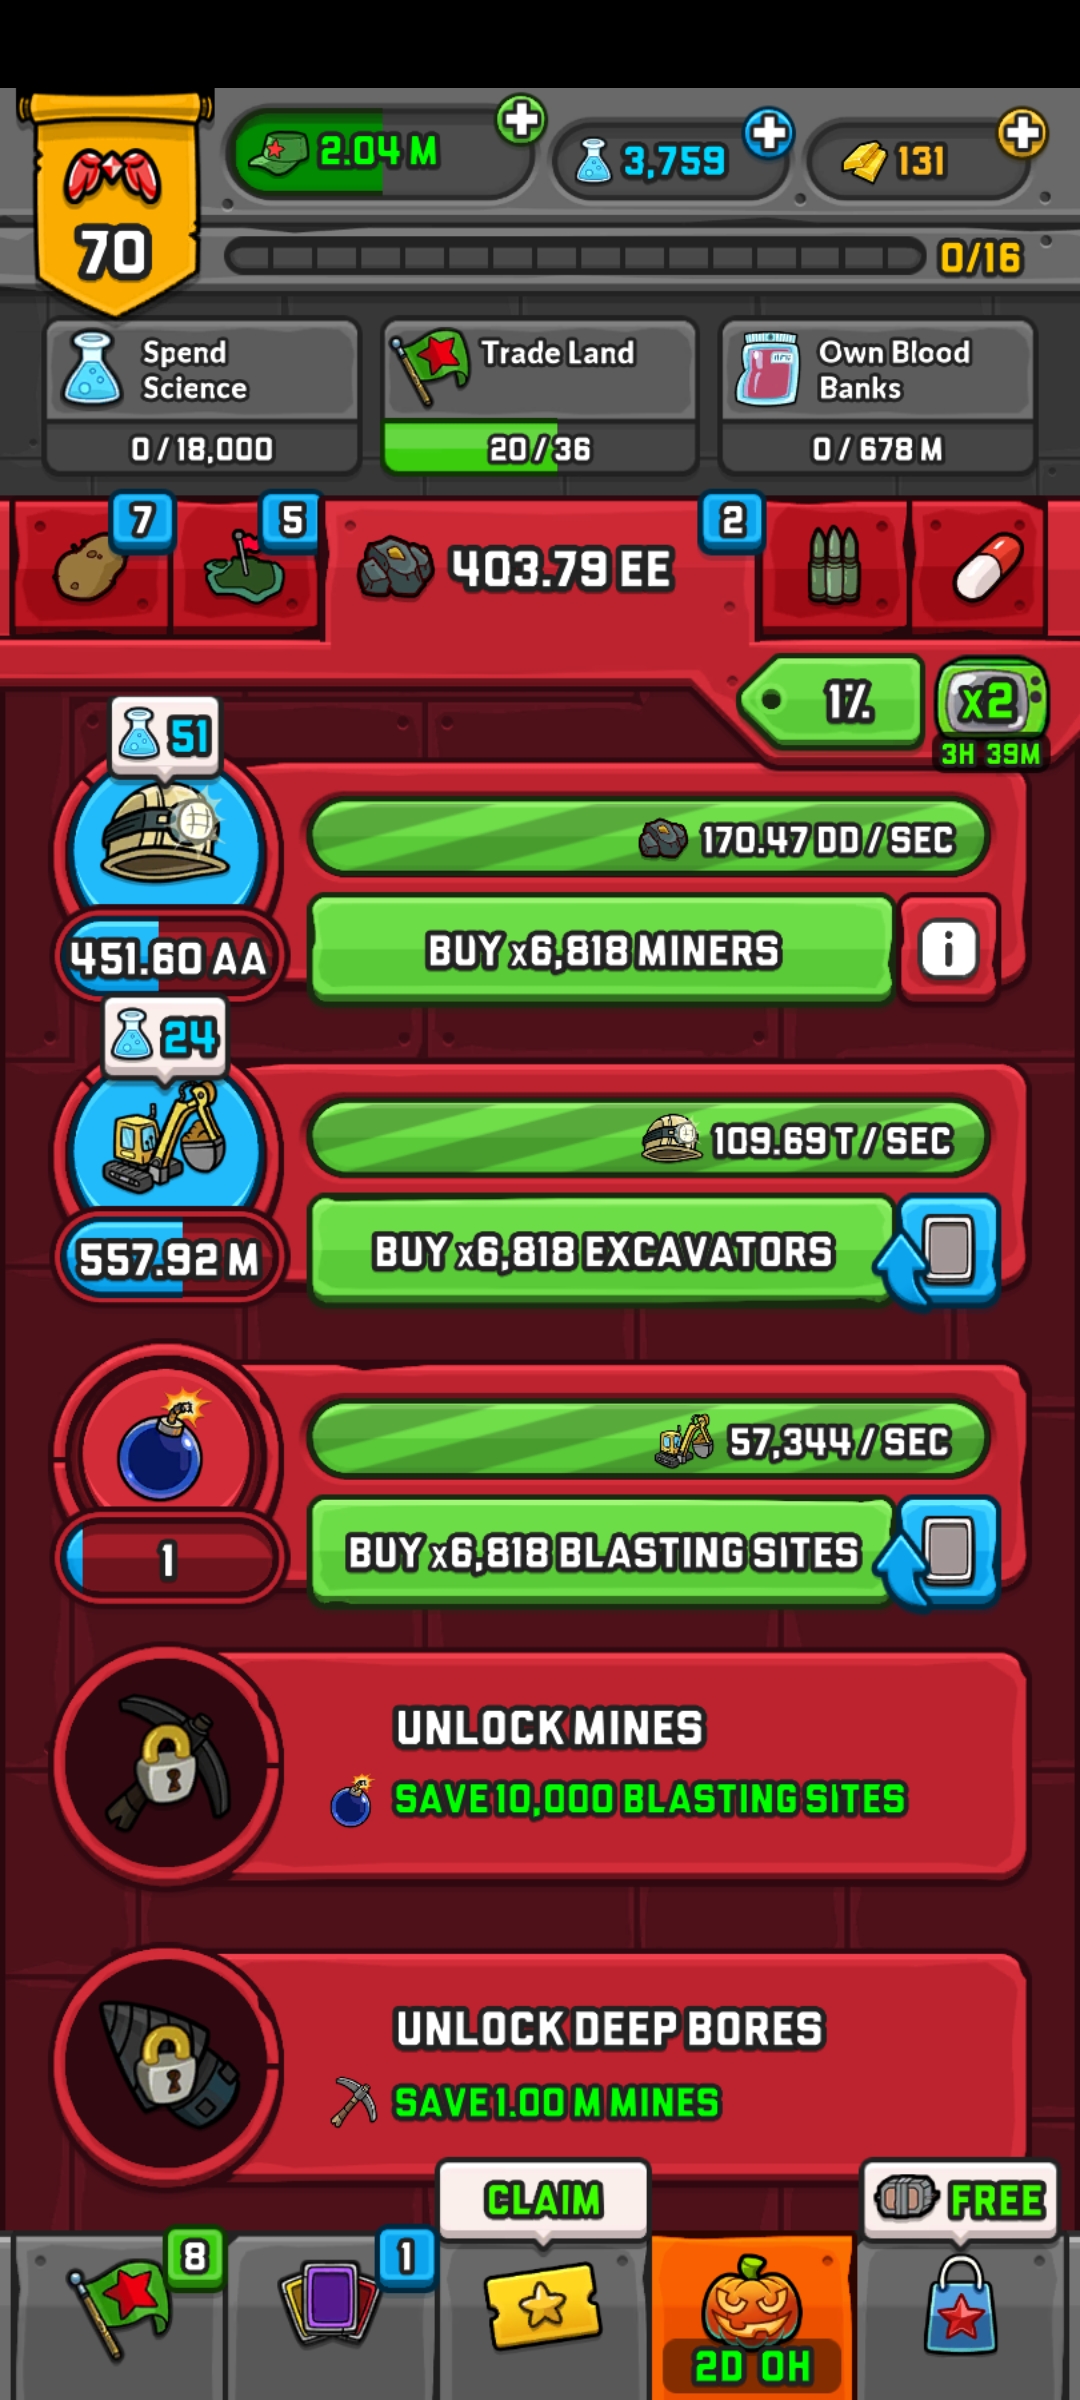 70
2.04 M
3,759
131
0/16
Spend
Science
0 / 18,000
Trade Land
20 / 36
Own Blood
Banks
0 / 678 M
7
5
403.79 EE
2
1%
x2
3H 39M
51
170.47 DD / SEC
451.60 AA
BUY x6,818 MINERS
i
24
109.69 T / SEC
557.92 M
BUY x6,818 EXCAVATORS
57,344 / SEC
1
BUY x6,818 BLASTING SITES
UNLOCK MINES
SAVE 10,000 BLASTING SITES
UNLOCK DEEP BORES
SAVE 1.00 M MINES
CLAIM
FREE
8
1
2D 0H